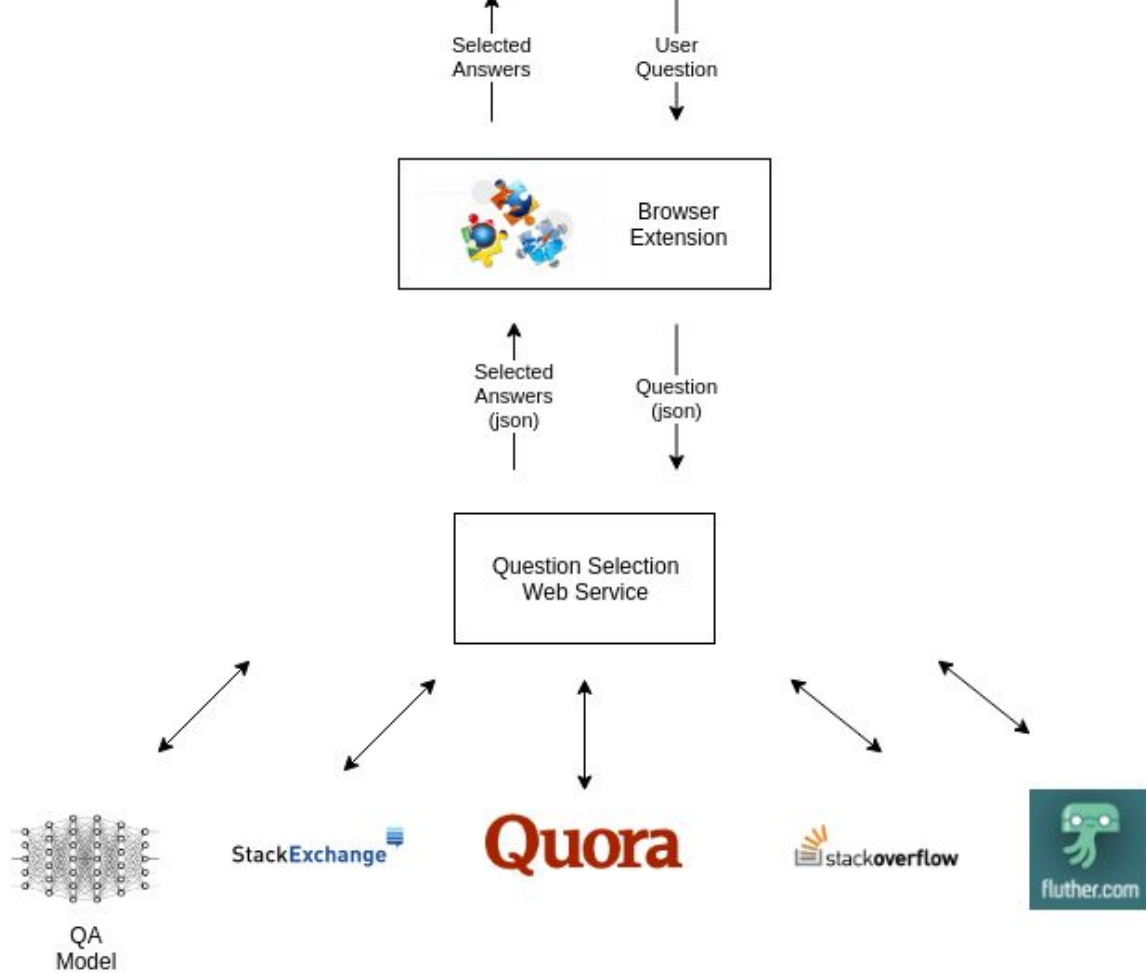 Selected
Answers
User
Question
Browser
Extension
Selected
Answers
(json)
Question
(json)
Question Selection
Web Service
StackExchange
Quora
stackoverflow
fluther.com
QA
Model